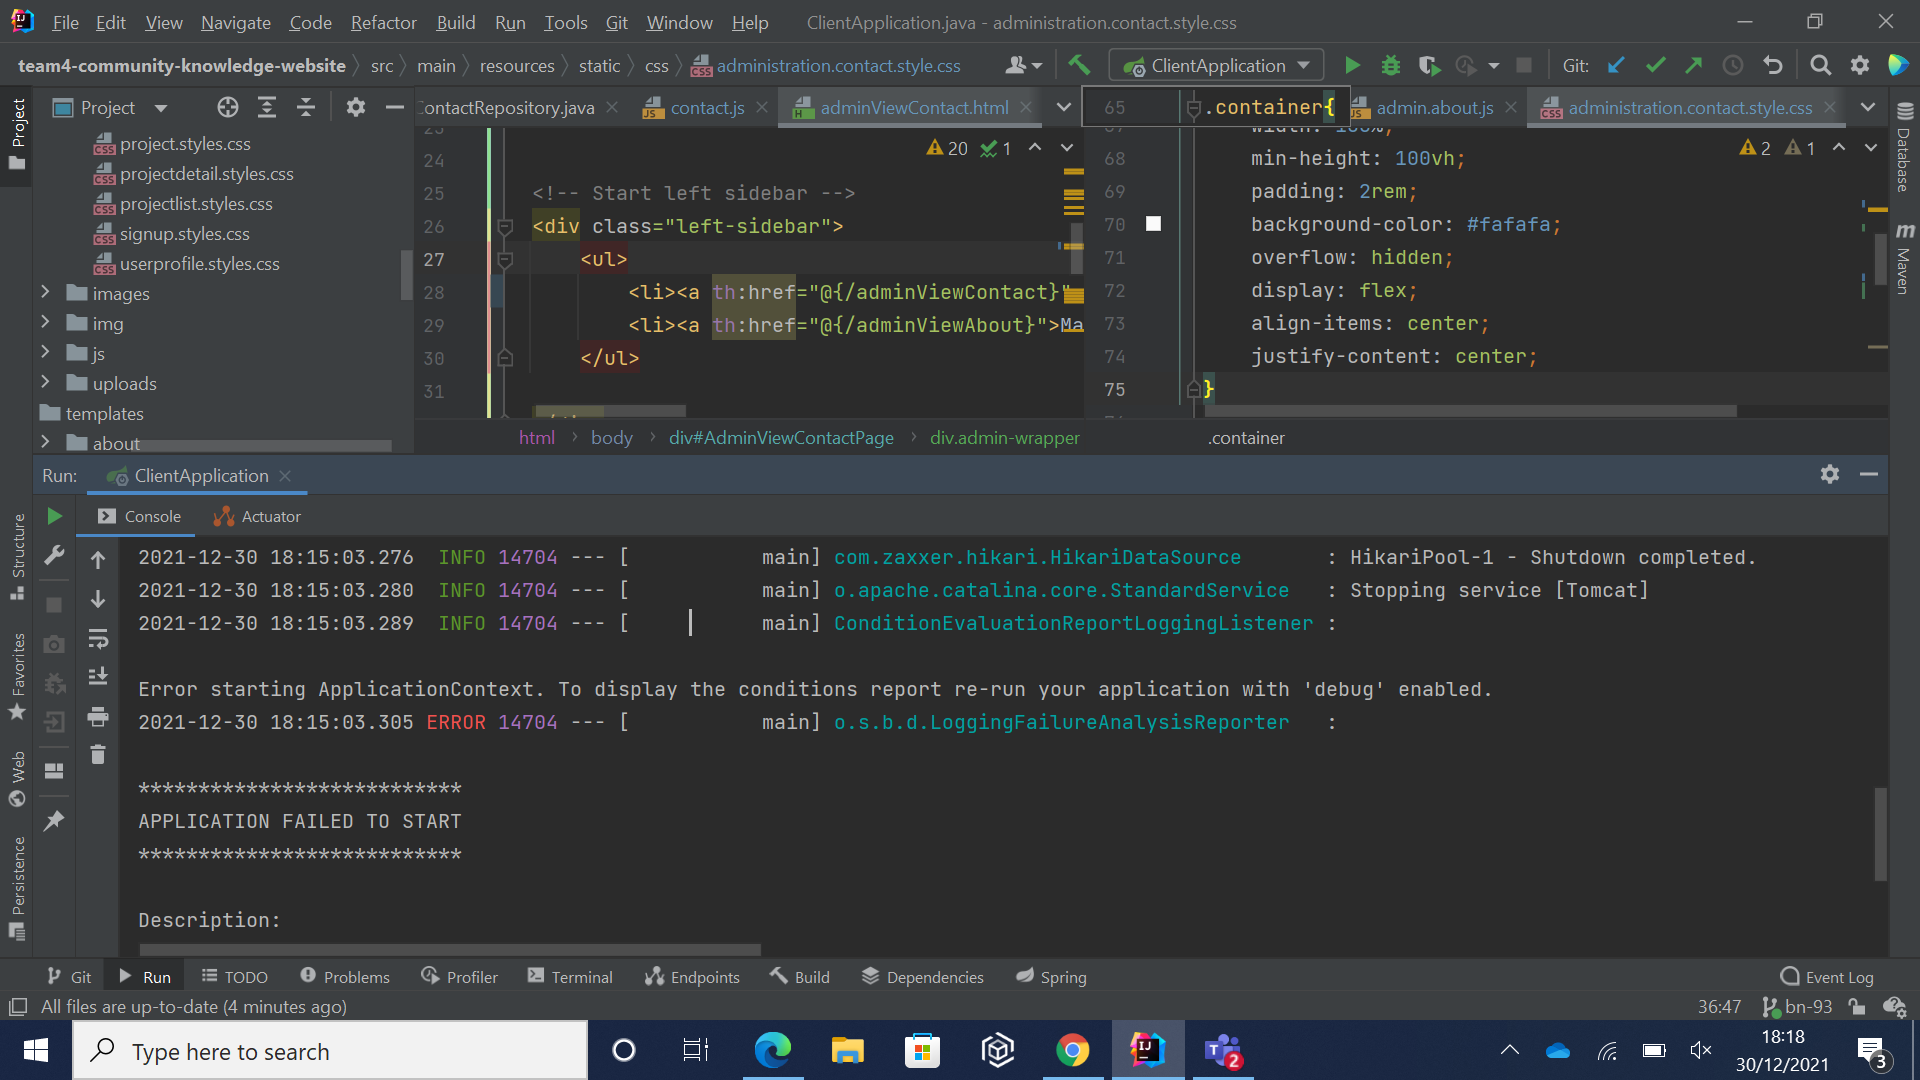 File Edit View Navigate Code Refactor Build Run Tools Git Window Help ClientApplication.java - administration.contact.style.css
team4-community-knowledge-website src main resources static css administration.contact.style.css ClientApplication Git:
Project
ContactRepository.java contact.js adminViewContact.html admin.about.js administration.contact.style.css
project.styles.css
projectdetail.styles.css
projectlist.styles.css
signup.styles.css
userprofile.styles.css
images
img
js
uploads
templates
about
20 1
24
25 <!-- Start left sidebar -->
26 <div class="left-sidebar">
27 <ul>
28 <li><a th:href="@{/adminViewContact}"
29 <li><a th:href="@{/adminViewAbout}">Ma
30 </ul>
31
html body div#AdminViewContactPage div.admin-wrapper
65 .container{
width: 100%;
2 1
68 min-height: 100vh;
69 padding: 2rem;
70 background-color: #fafafa;
71 overflow: hidden;
72 display: flex;
73 align-items: center;
74 justify-content: center;
75 }
.container
Project
Structure
Favorites
Web
Persistence
Database
m Maven
Run: ClientApplication
Console Actuator
2021-12-30 18:15:03.276 INFO 14704 --- [ main] com.zaxxer.hikari.HikariDataSource : HikariPool-1 - Shutdown completed.
2021-12-30 18:15:03.280 INFO 14704 --- [ main] o.apache.catalina.core.StandardService : Stopping service [Tomcat]
2021-12-30 18:15:03.289 INFO 14704 --- [ main] ConditionEvaluationReportLoggingListener :
Error starting ApplicationContext. To display the conditions report re-run your application with 'debug' enabled.
2021-12-30 18:15:03.305 ERROR 14704 --- [ main] o.s.b.d.LoggingFailureAnalysisReporter :
***************************
APPLICATION FAILED TO START
***************************
Description:
Git Run TODO Problems Profiler Terminal Endpoints Build Dependencies Spring Event Log
All files are up-to-date (4 minutes ago) 36:47 bn-93
Type here to search
2
18:18
30/12/2021
3